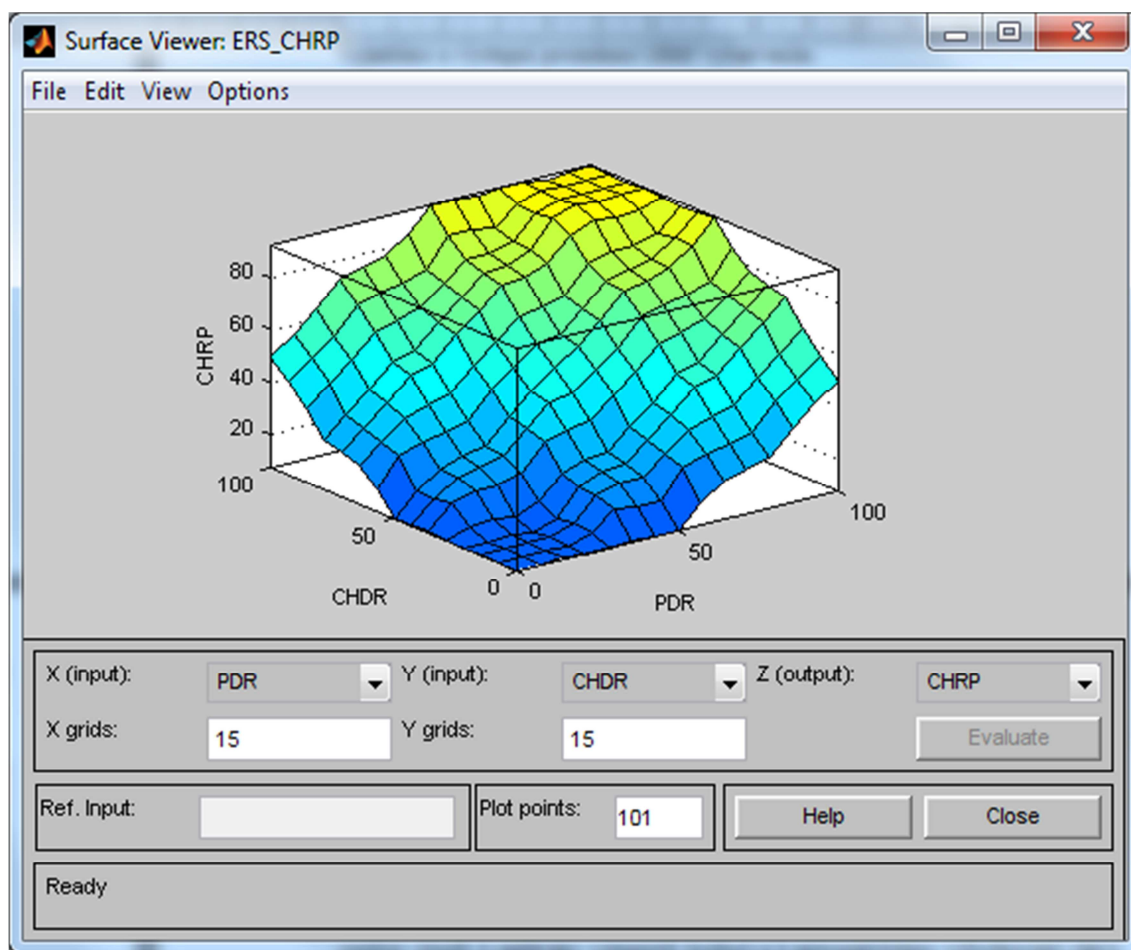 Surface Viewer: ERS_CHRP
File Edit View Options
80
60
40
20
CHRP
100
50
0
CHDR
0
50
100
PDR
X (input): PDR Y (input): CHDR Z (output): CHRP
X grids: 15 Y grids: 15 Evaluate
Ref. Input: Plot points: 101 Help Close
Ready